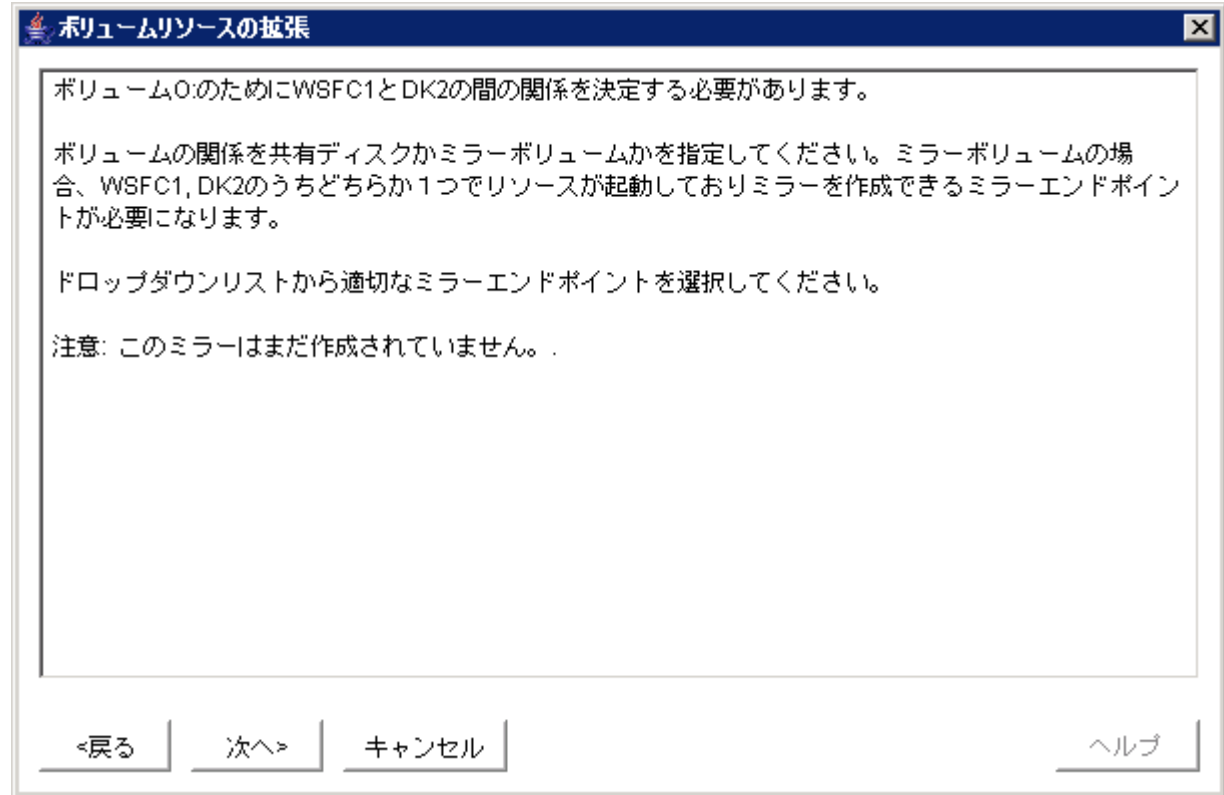 ボリュームリソースの拡張
ボリュームO:のためにWSFC1とDK2の間の関係を決定する必要があります。
ボリュームの関係を共有ディスクかミラーボリュームかを指定してください。ミラーボリュームの場
合、WSFC1, DK2のうちどちらか１つでリソースが起動しておりミラーを作成できるミラーエンドポイン
トが必要になります。
ドロップダウンリストから適切なミラーエンドポイントを選択してください。
注意: このミラーはまだ作成されていません。.
<戻る 次へ> キャンセル ヘルプ